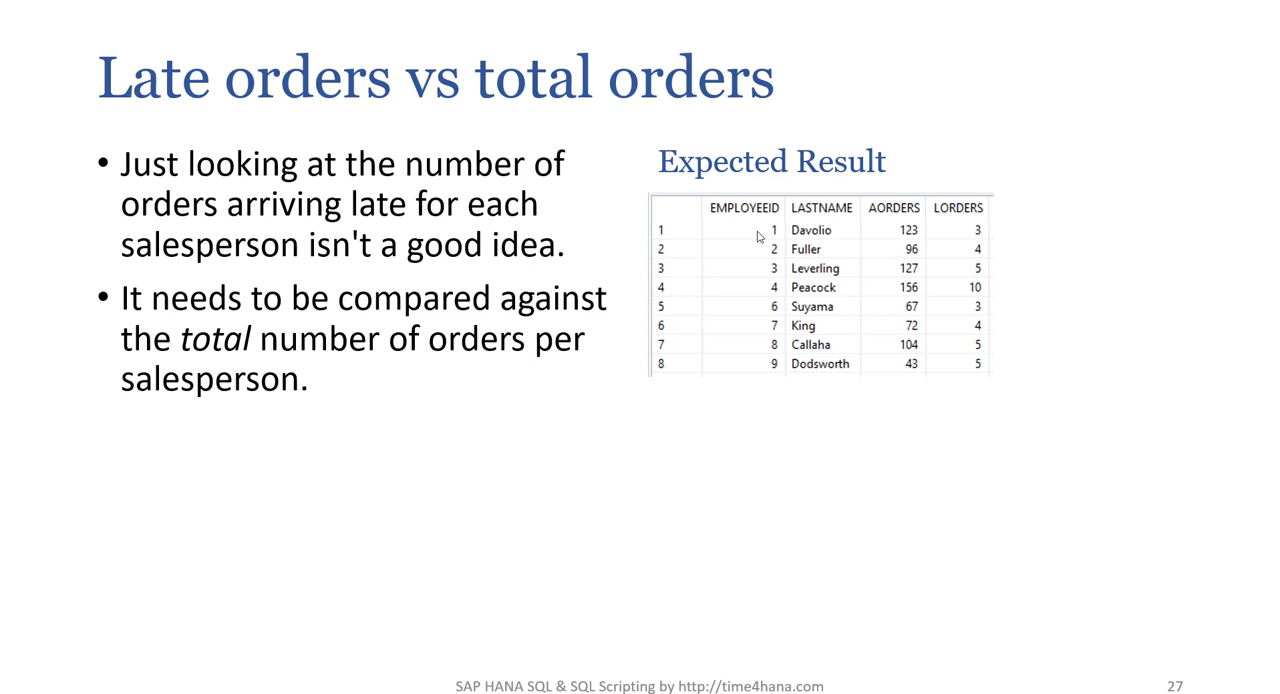 Late orders vs total orders
• Just looking at the number of
orders arriving late for each
salesperson isn't a good idea.
• It needs to be compared against
the total number of orders per
salesperson.
Expected Result
EMPLOYEEID LASTNAME AORDERS LORDERS
1 1 Davolio 123 3
2 2 Fuller 96 4
3 3 Leverling 127 5
4 4 Peacock 156 10
5 6 Suyama 67 3
6 7 King 72 4
7 8 Callaha 104 5
8 9 Dodsworth 43 5
SAP HANA SQL & SQL Scripting by http://time4hana.com
27